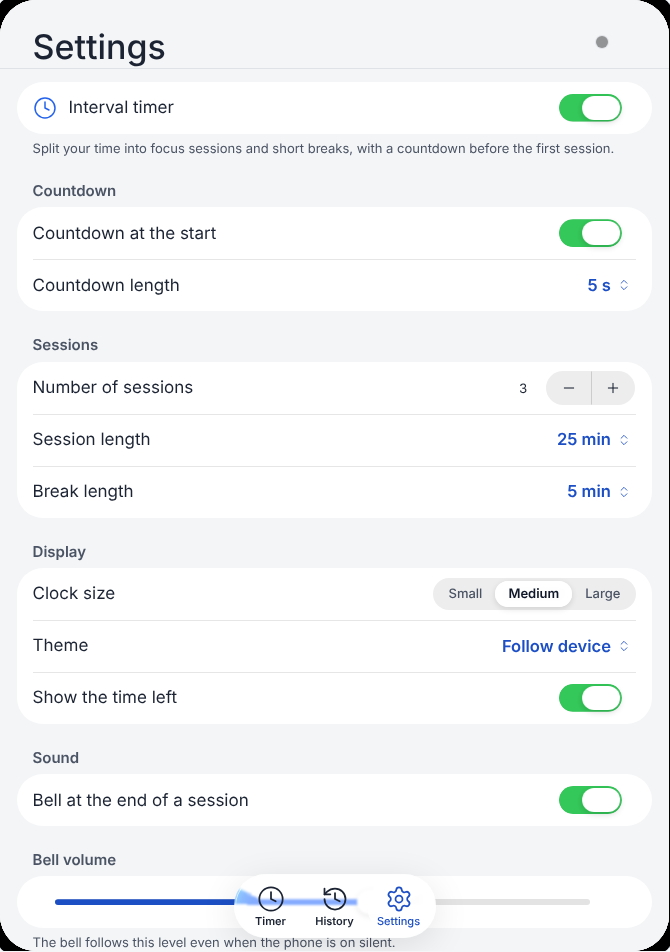 Settings
Interval timer
Split your time into focus sessions and short breaks, with a countdown before the first session.
Countdown
Countdown at the start
Countdown length 5 s
Sessions
Number of sessions 3 − +
Session length 25 min
Break length 5 min
Display
Clock size Small Medium Large
Theme Follow device
Show the time left
Sound
Bell at the end of a session
Bell volume
Timer History Settings
The bell follows this level even when the phone is on silent.